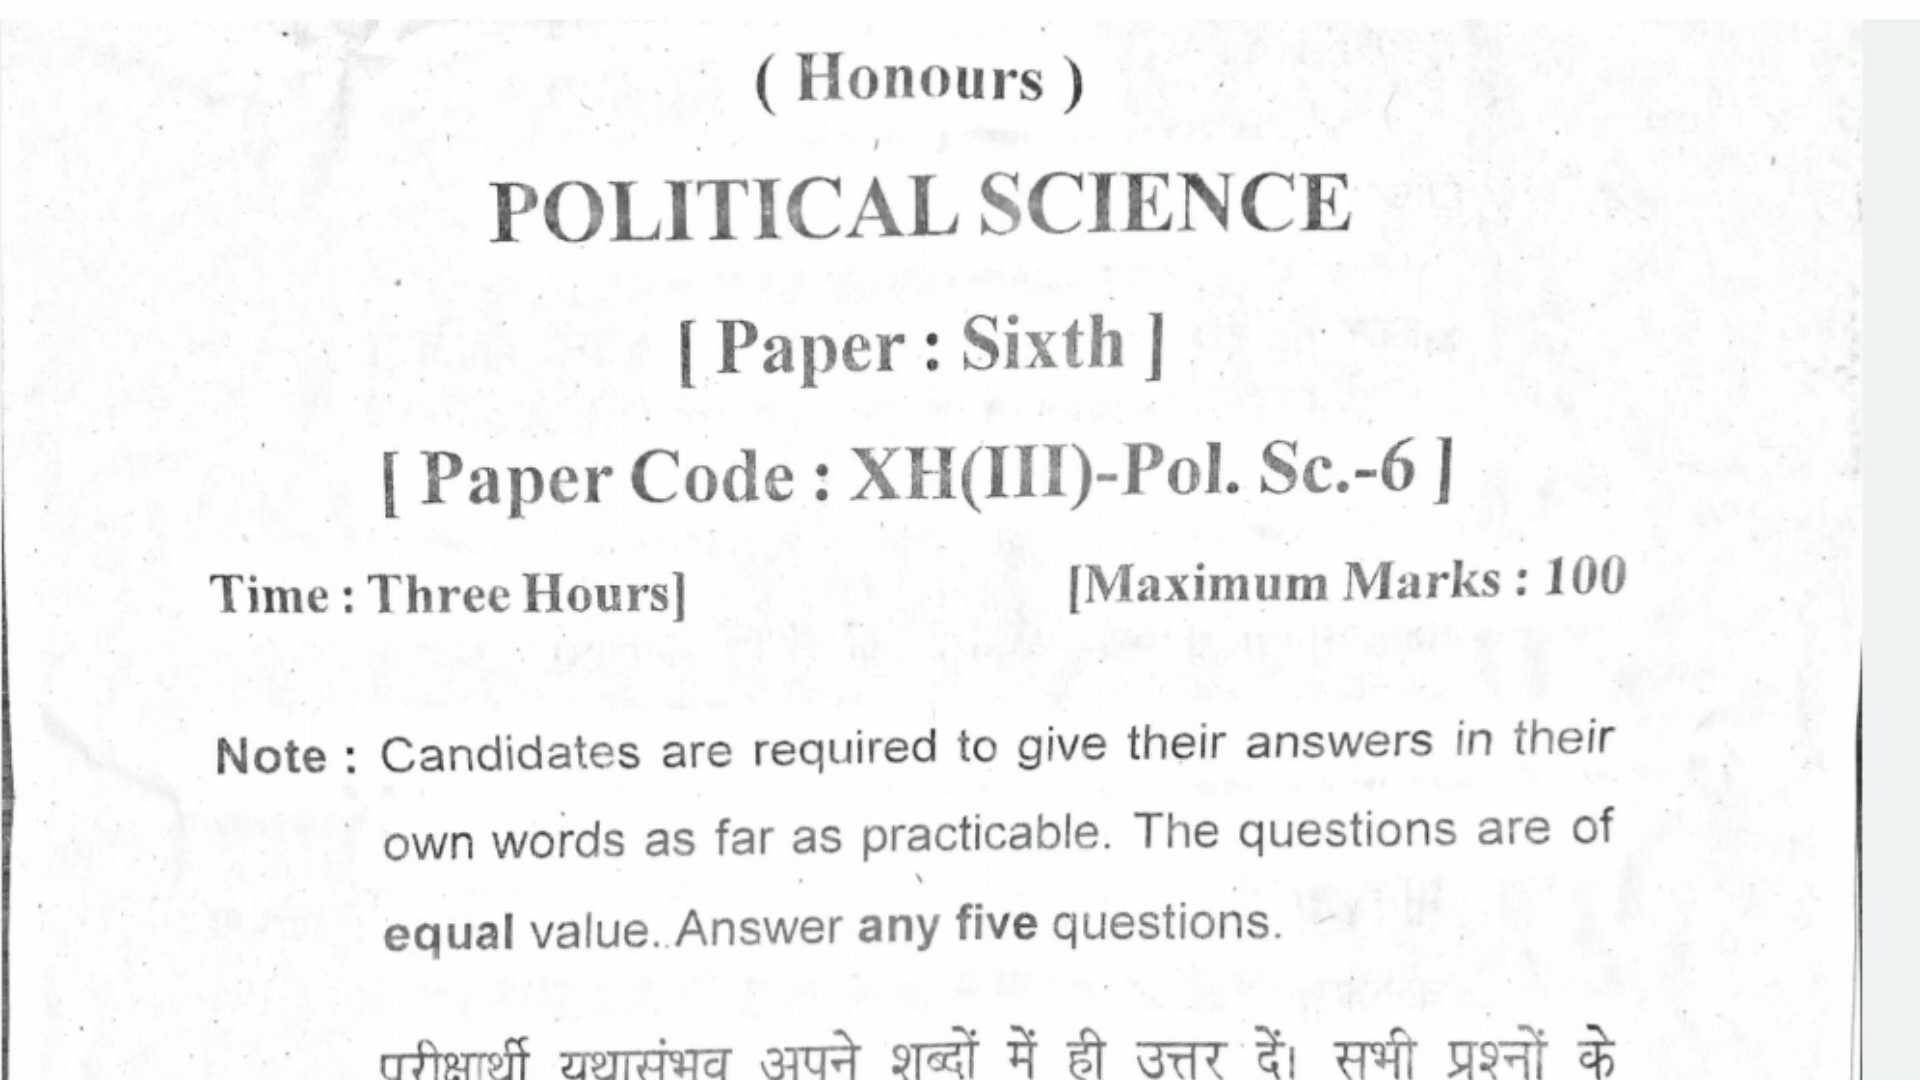 ( Honours )
POLITICAL SCIENCE
[ Paper : Sixth ]
[ Paper Code : XH(III)-Pol. Sc.-6 ]
Time : Three Hours] [Maximum Marks : 100
Note : Candidates are required to give their answers in their
own words as far as practicable. The questions are of
equal value. Answer any five questions.
परीक्षार्थी यथासंभव अपने शब्दों में ही उत्तर दें। सभी प्रश्नों के